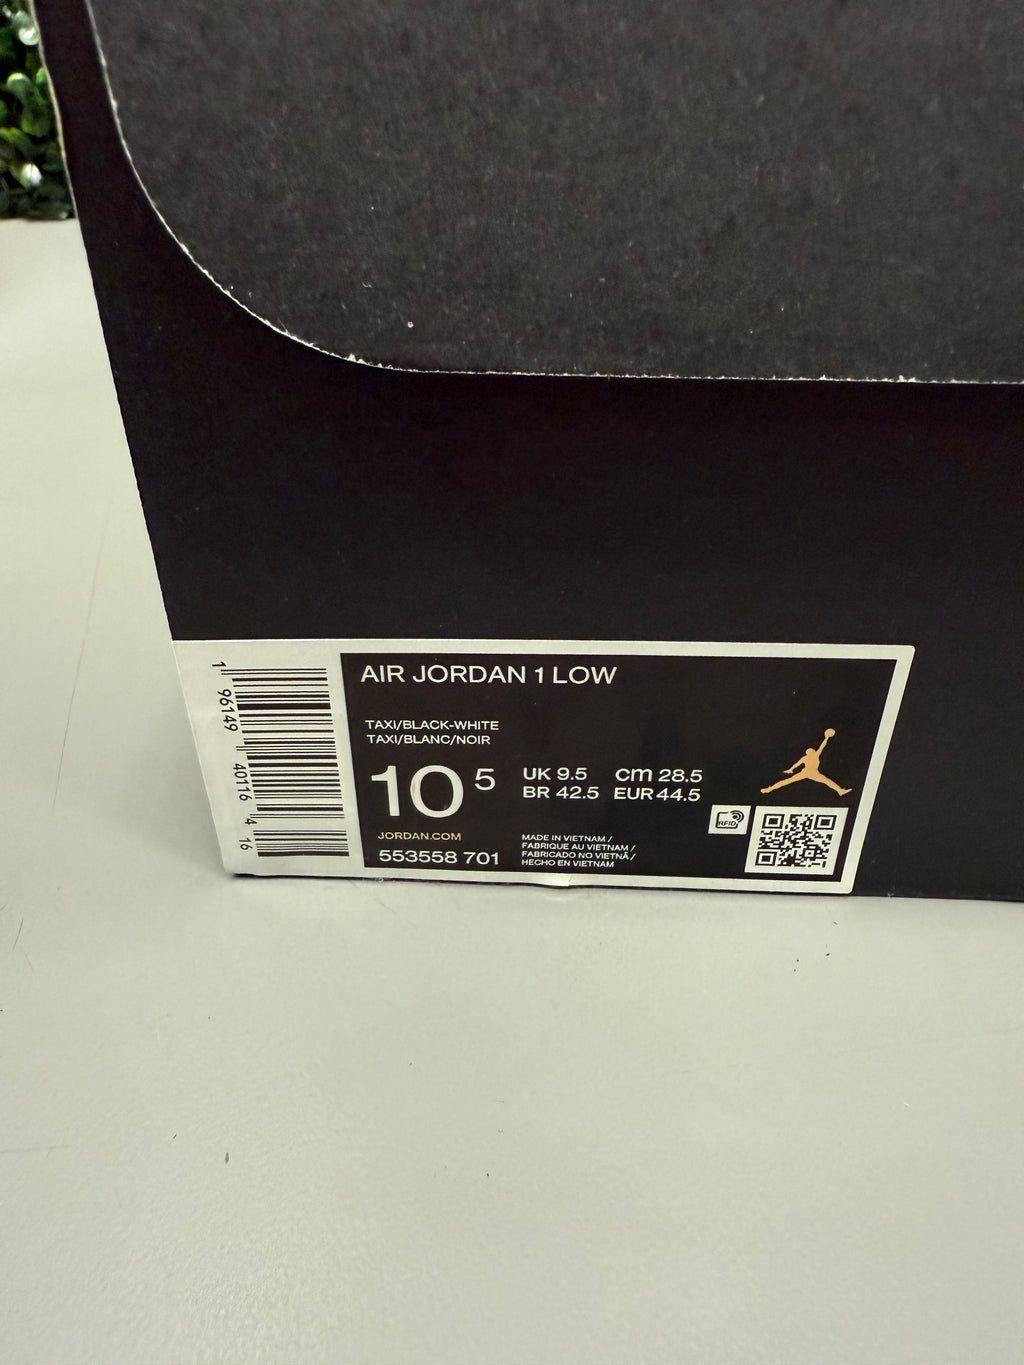 AIR JORDAN 1 LOW
TAXI/BLACK-WHITE
TAXI/BLANC/NOIR
10 5
UK 9.5 cm 28.5
BR 42.5 EUR 44.5
JORDAN.COM
553558 701
MADE IN VIETNAM /
FABRIQUE AU VIETNAM /
FABRICADO NO VIETNÃ /
HECHO EN VIETNAM
RFID
1 96149 40116 4 16